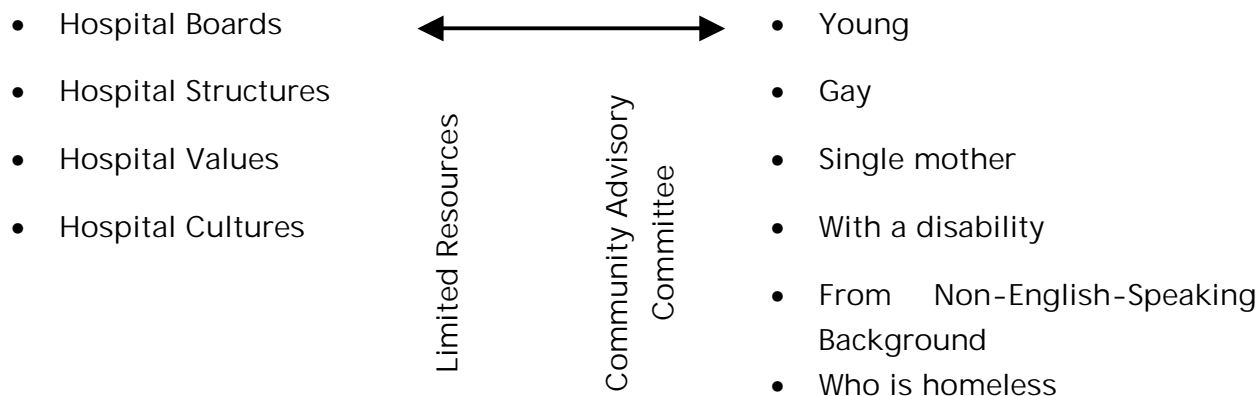 • Hospital Boards
• Hospital Structures
• Hospital Values
• Hospital Cultures
Limited Resources
Community Advisory
Committee
• Young
• Gay
• Single mother
• With a disability
• From Non-English-Speaking
Background
• Who is homeless